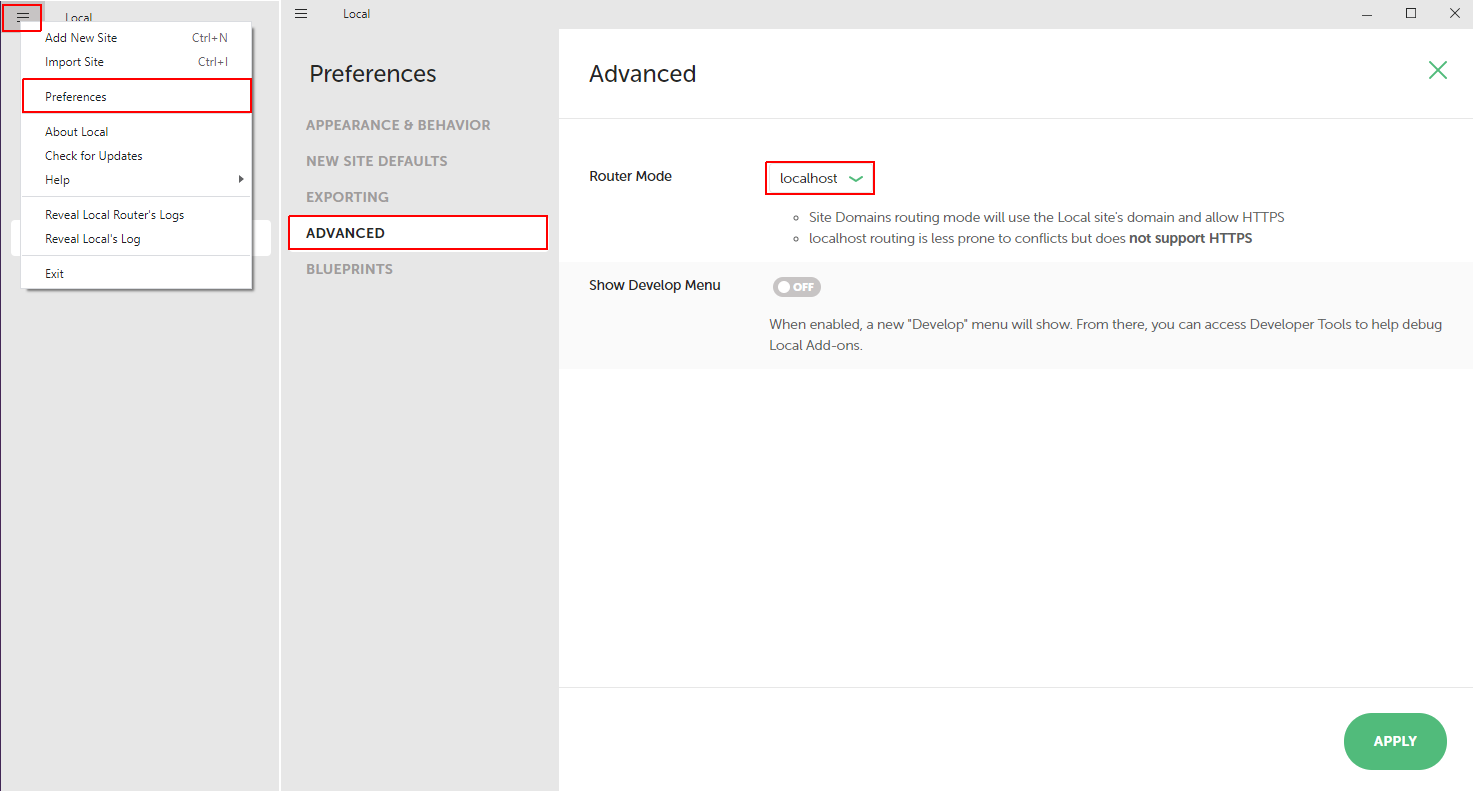 Local
Add New Site Ctrl+N
Import Site Ctrl+I
Preferences
About Local
Check for Updates
Help
Reveal Local Router's Logs
Reveal Local's Log
Exit
Local
Preferences
APPEARANCE & BEHAVIOR
NEW SITE DEFAULTS
EXPORTING
ADVANCED
BLUEPRINTS
Advanced
Router Mode
localhost
Site Domains routing mode will use the Local site's domain and allow HTTPS
localhost routing is less prone to conflicts but does not support HTTPS
Show Develop Menu
OFF
When enabled, a new "Develop" menu will show. From there, you can access Developer Tools to help debug
Local Add-ons.
APPLY